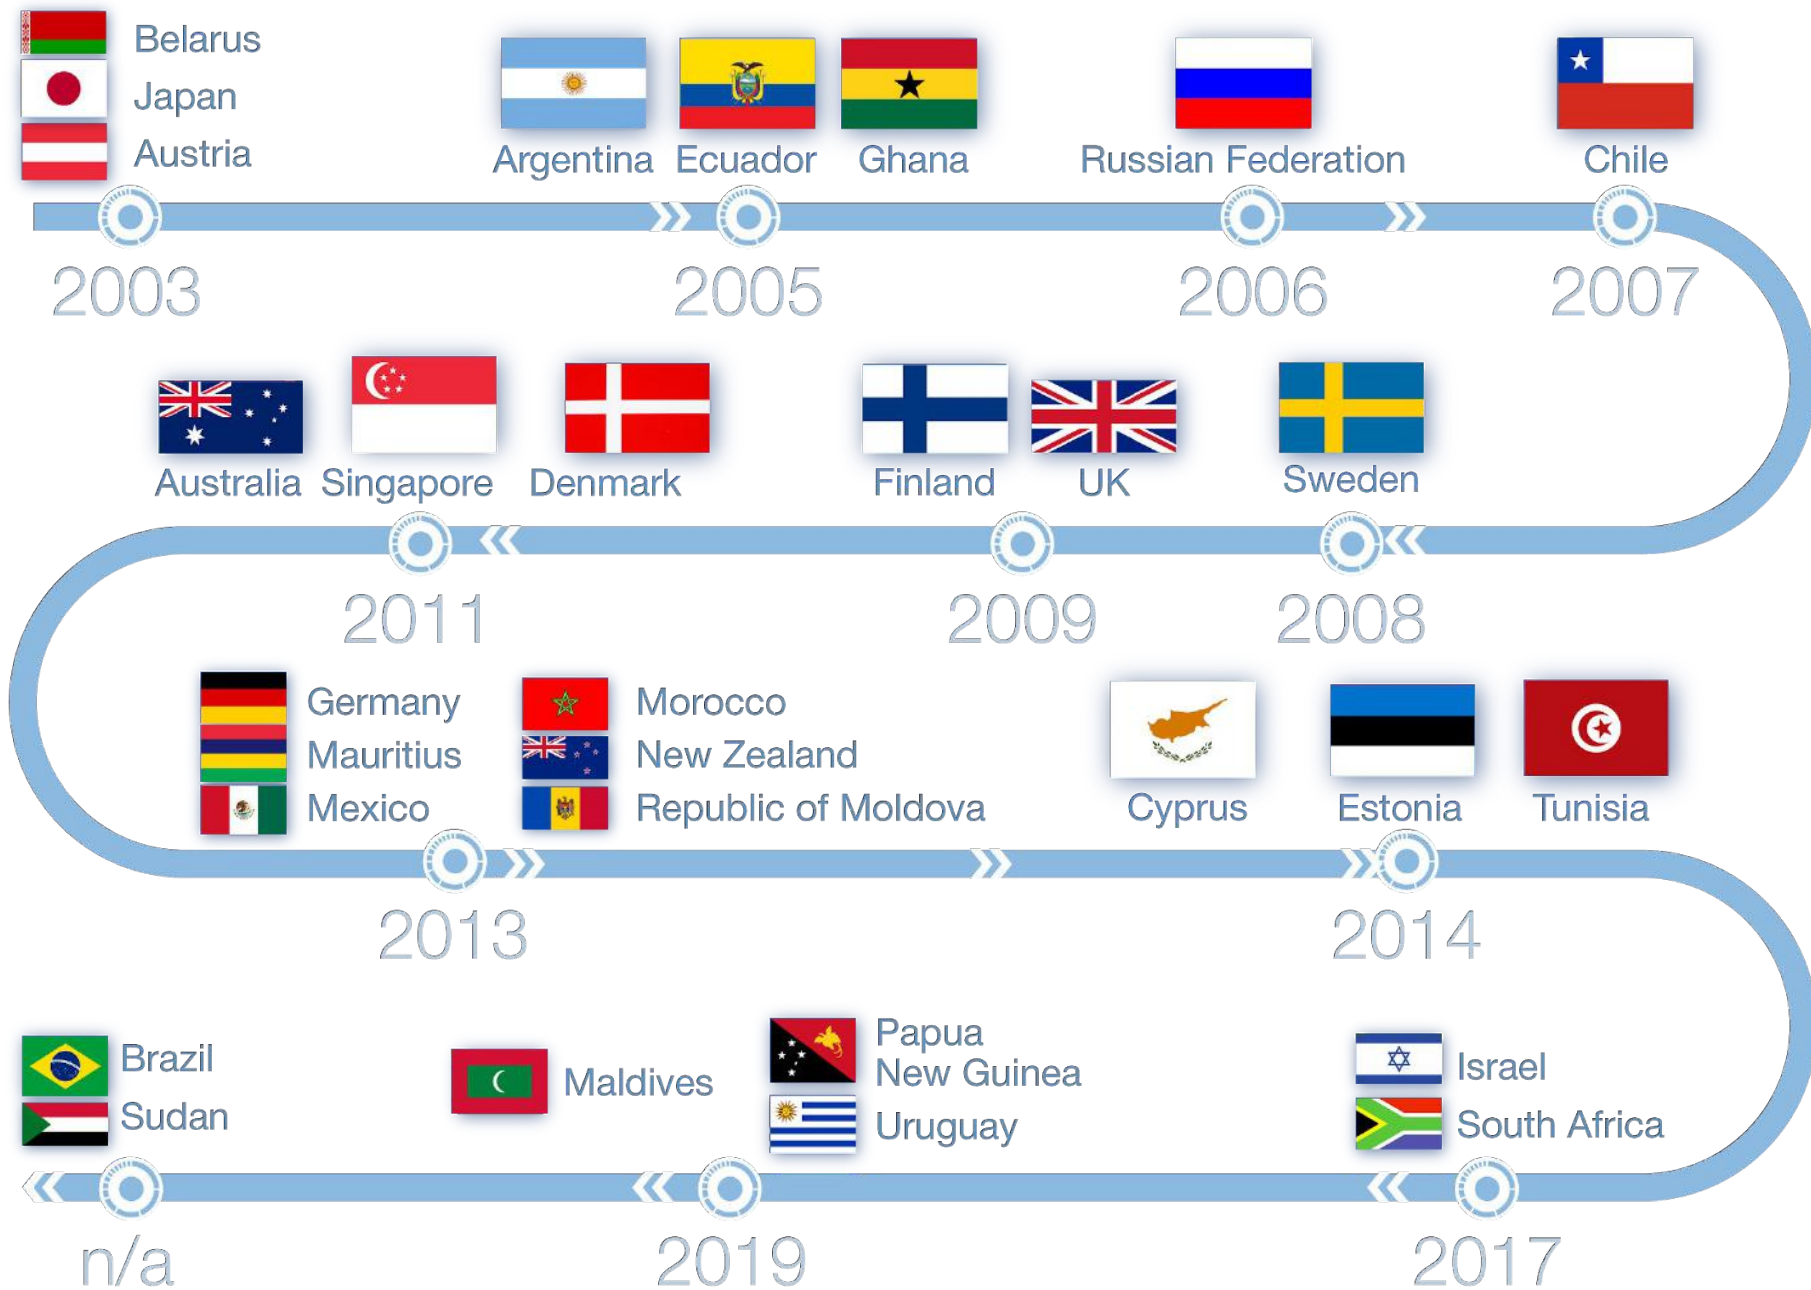 Belarus
Japan
Austria
Argentina
Ecuador
Ghana
Russian Federation
Chile
2003
2005
2006
2007
Australia
Singapore
Denmark
Finland
UK
Sweden
2011
2009
2008
Germany
Mauritius
Mexico
Morocco
New Zealand
Republic of Moldova
Cyprus
Estonia
Tunisia
2013
2014
Brazil
Sudan
Maldives
Papua
New Guinea
Uruguay
Israel
South Africa
n/a
2019
2017